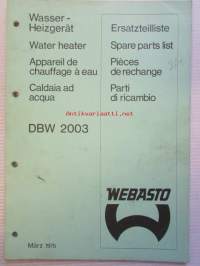 Wasser-
Heizgerät
Water heater
Appareil de
chauffage à eau
Caldaia ad
acqua
Ersatzteilliste
Spare parts list
Pièces
de rechange
Parti
di ricambio
DBW 2003
WEBASTO
März 1976